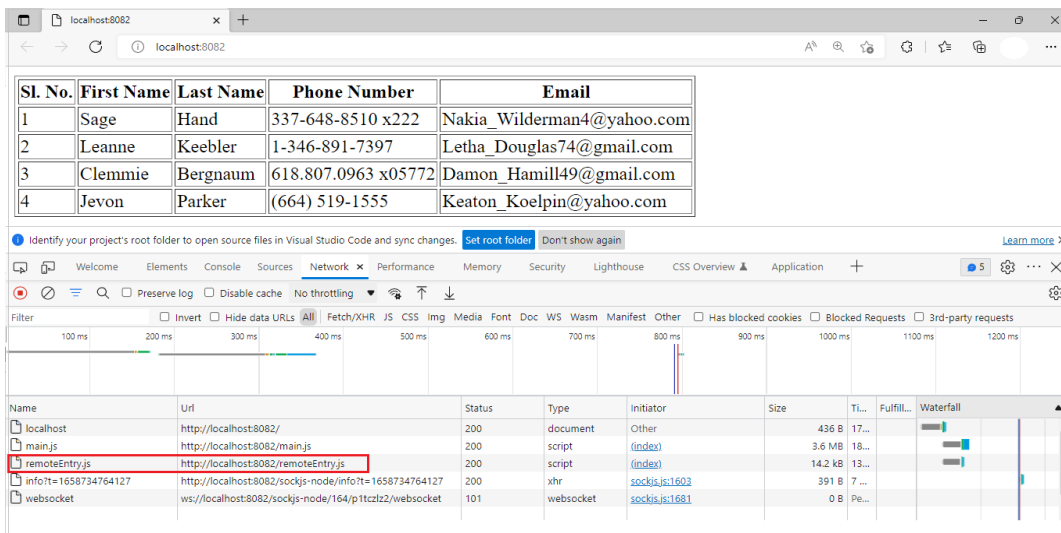 localhost:8082
localhost:8082
Sl. No. First Name Last Name Phone Number Email
1 Sage Hand 337-648-8510 x222 Nakia_Wilderman4@yahoo.com
2 Leanne Keebler 1-346-891-7397 Letha_Douglas74@gmail.com
3 Clemmie Bergnaum 618.807.0963 x05772 Damon_Hamill49@gmail.com
4 Jevon Parker (664) 519-1555 Keaton_Koelpin@yahoo.com
Identify your project's root folder to open source files in Visual Studio Code and sync changes. Set root folder Don't show again Learn more
Welcome Elements Console Sources Network Performance Memory Security Lighthouse CSS Overview Application 5
Preserve log Disable cache No throttling
Filter Invert Hide data URLs All Fetch/XHR JS CSS Img Media Font Doc WS Wasm Manifest Other Has blocked cookies Blocked Requests 3rd-party requests
100 ms 200 ms 300 ms 400 ms 500 ms 600 ms 700 ms 800 ms 900 ms 1000 ms 1100 ms 1200 ms
Name Url Status Type Initiator Size Ti... Fulfill... Waterfall
localhost http://localhost:8082/ 200 document Other 436 B 17...
main.js http://localhost:8082/main.js 200 script (index) 3.6 MB 18...
remoteEntry.js http://localhost:8082/remoteEntry.js 200 script (index) 14.2 kB 13...
info?t=1658734764127 http://localhost:8082/sockjs-node/info?t=1658734764127 200 xhr sockjs.js:1603 391 B 7 ...
websocket ws://localhost:8082/sockjs-node/164/p1tczlz2/websocket 101 websocket sockjs.js:1681 0 B Pe...